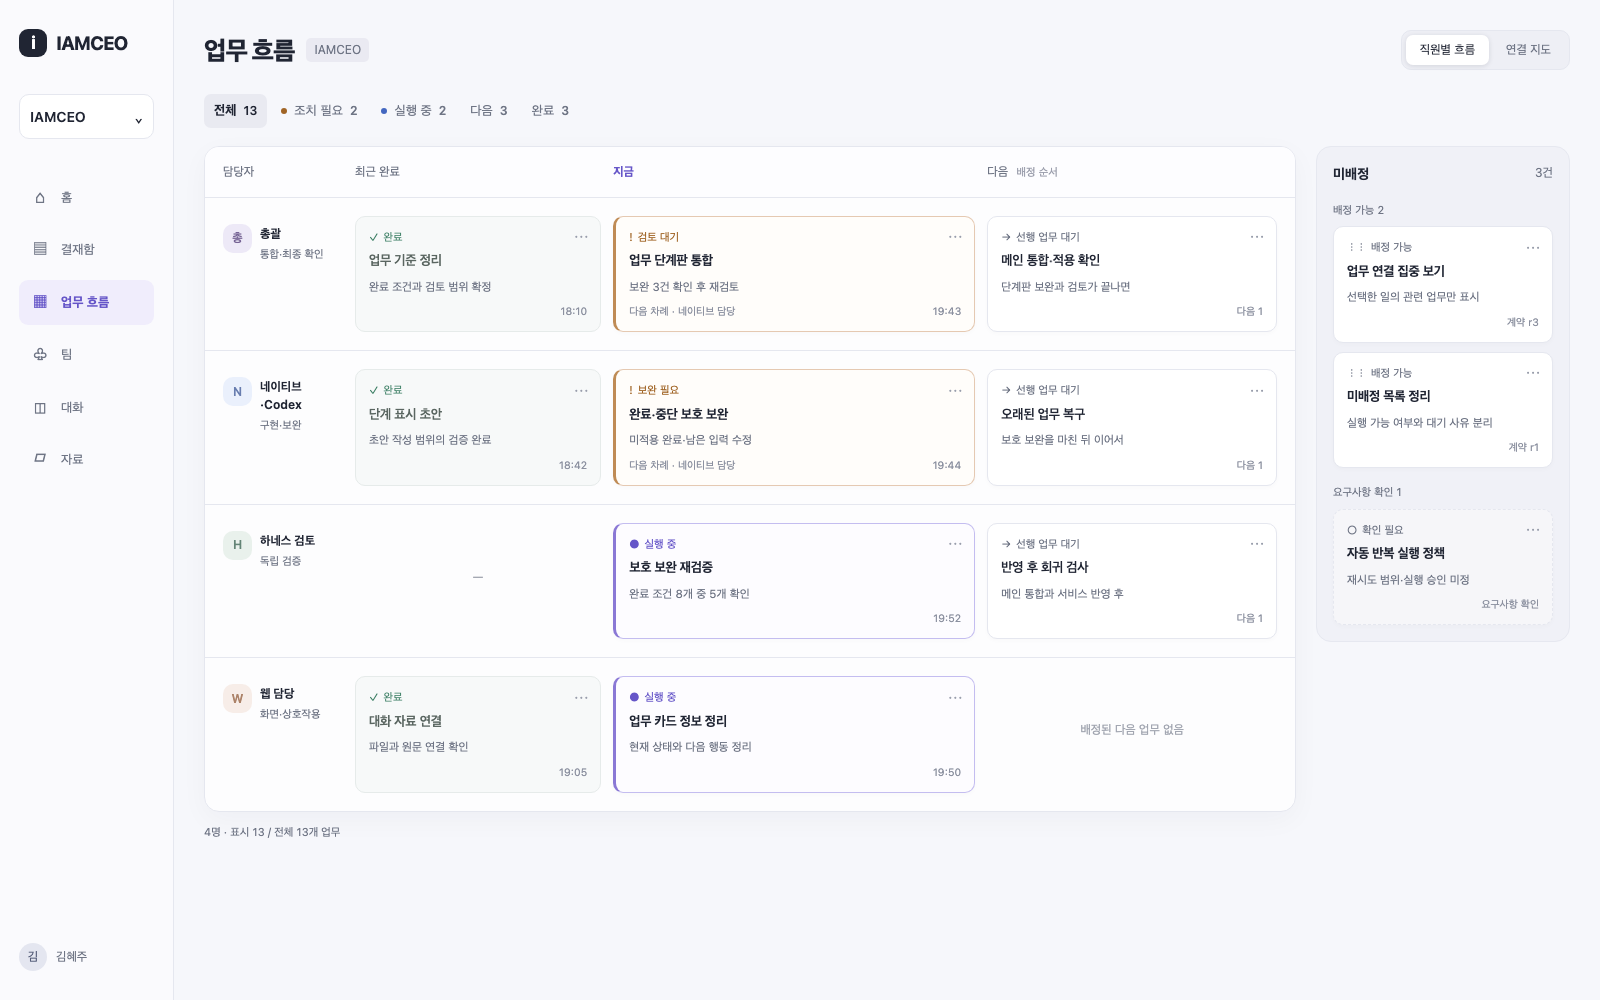 i IAMCEO
IAMCEO
홈
결재함
업무 흐름
팀
대화
자료
김 김혜주
업무 흐름 IAMCEO
직원별 흐름 연결 지도
전체 13 조치 필요 2 실행 중 2 다음 3 완료 3
담당자 최근 완료 지금 다음 배정 순서
총 총괄
통합·최종 확인
✓ 완료 ···
업무 기준 정리
완료 조건과 검토 범위 확정
18:10
! 검토 대기 ···
업무 단계판 통합
보완 3건 확인 후 재검토
다음 차례 · 네이티브 담당 19:43
→ 선행 업무 대기 ···
메인 통합·적용 확인
단계판 보완과 검토가 끝나면
다음 1
N 네이티브
·Codex
구현·보완
✓ 완료 ···
단계 표시 초안
초안 작성 범위의 검증 완료
18:42
! 보완 필요 ···
완료·중단 보호 보완
미적용 완료·남은 입력 수정
다음 차례 · 네이티브 담당 19:44
→ 선행 업무 대기 ···
오래된 업무 복구
보호 보완을 마친 뒤 이어서
다음 1
H 하네스 검토
독립 검증
—
실행 중 ···
보호 보완 재검증
완료 조건 8개 중 5개 확인
19:52
→ 선행 업무 대기 ···
반영 후 회귀 검사
메인 통합과 서비스 반영 후
다음 1
W 웹 담당
화면·상호작용
✓ 완료 ···
대화 자료 연결
파일과 원문 연결 확인
19:05
실행 중 ···
업무 카드 정보 정리
현재 상태와 다음 행동 정리
19:50
배정된 다음 업무 없음
4명 · 표시 13 / 전체 13개 업무
미배정 3건
배정 가능 2
배정 가능 ···
업무 연결 집중 보기
선택한 일의 관련 업무만 표시
계약 r3
배정 가능 ···
미배정 목록 정리
실행 가능 여부와 대기 사유 분리
계약 r1
요구사항 확인 1
확인 필요 ···
자동 반복 실행 정책
재시도 범위·실행 승인 미정
요구사항 확인